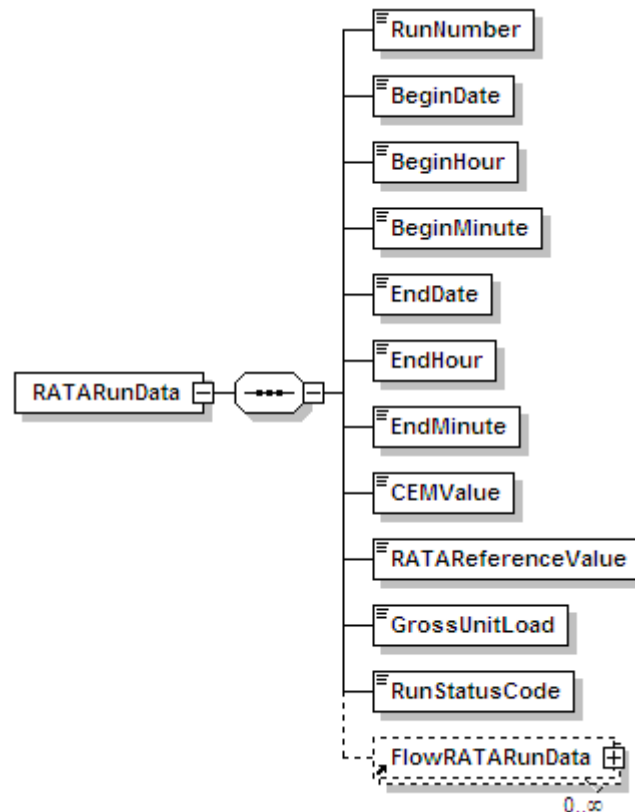 RunNumber
BeginDate
BeginHour
BeginMinute
EndDate
EndHour
RATARunData
EndMinute
CEMValue
RATAReferenceValue
GrossUnitLoad
RunStatusCode
FlowRATARunData
0..∞